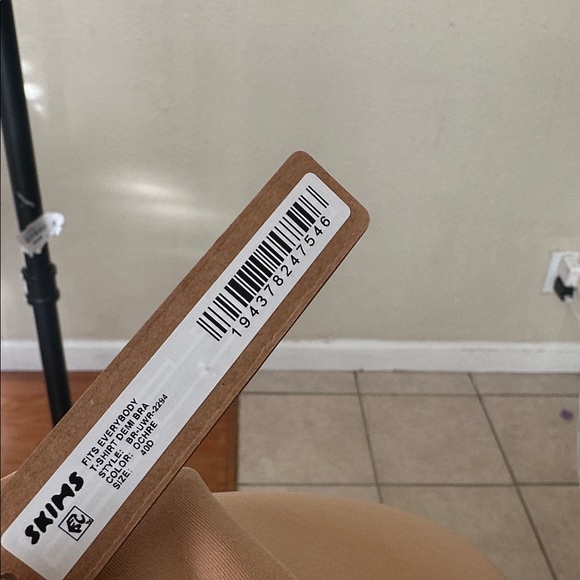 SKIMS
FITS EVERYBODY
T-SHIRT DEMI BRA
STYLE: BR-UWR-2294
COLOR: OCHRE
SIZE: 40D
194378247546